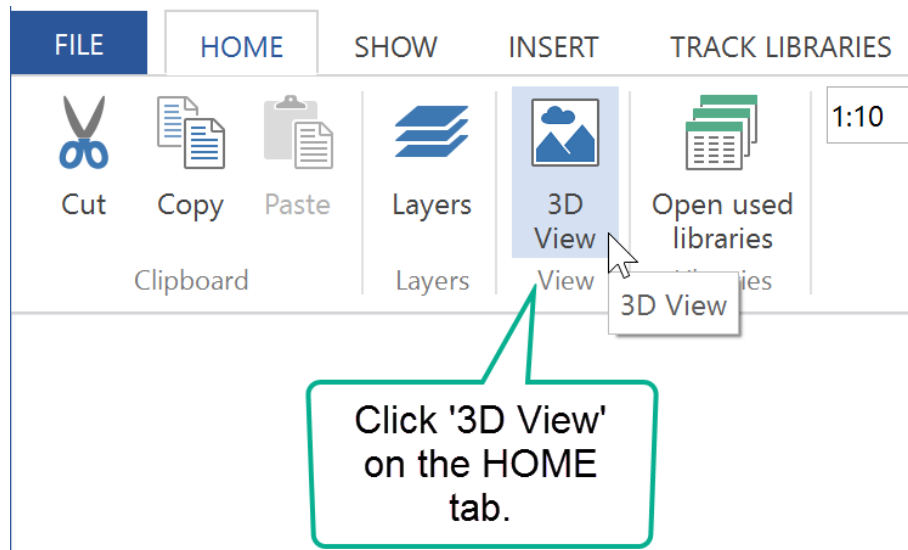 FILE HOME SHOW INSERT TRACK LIBRARIES
1:10
Cut Copy Paste Layers 3D Open used
View libraries
Clipboard Layers View ies
3D View
Click '3D View'
on the HOME
tab.